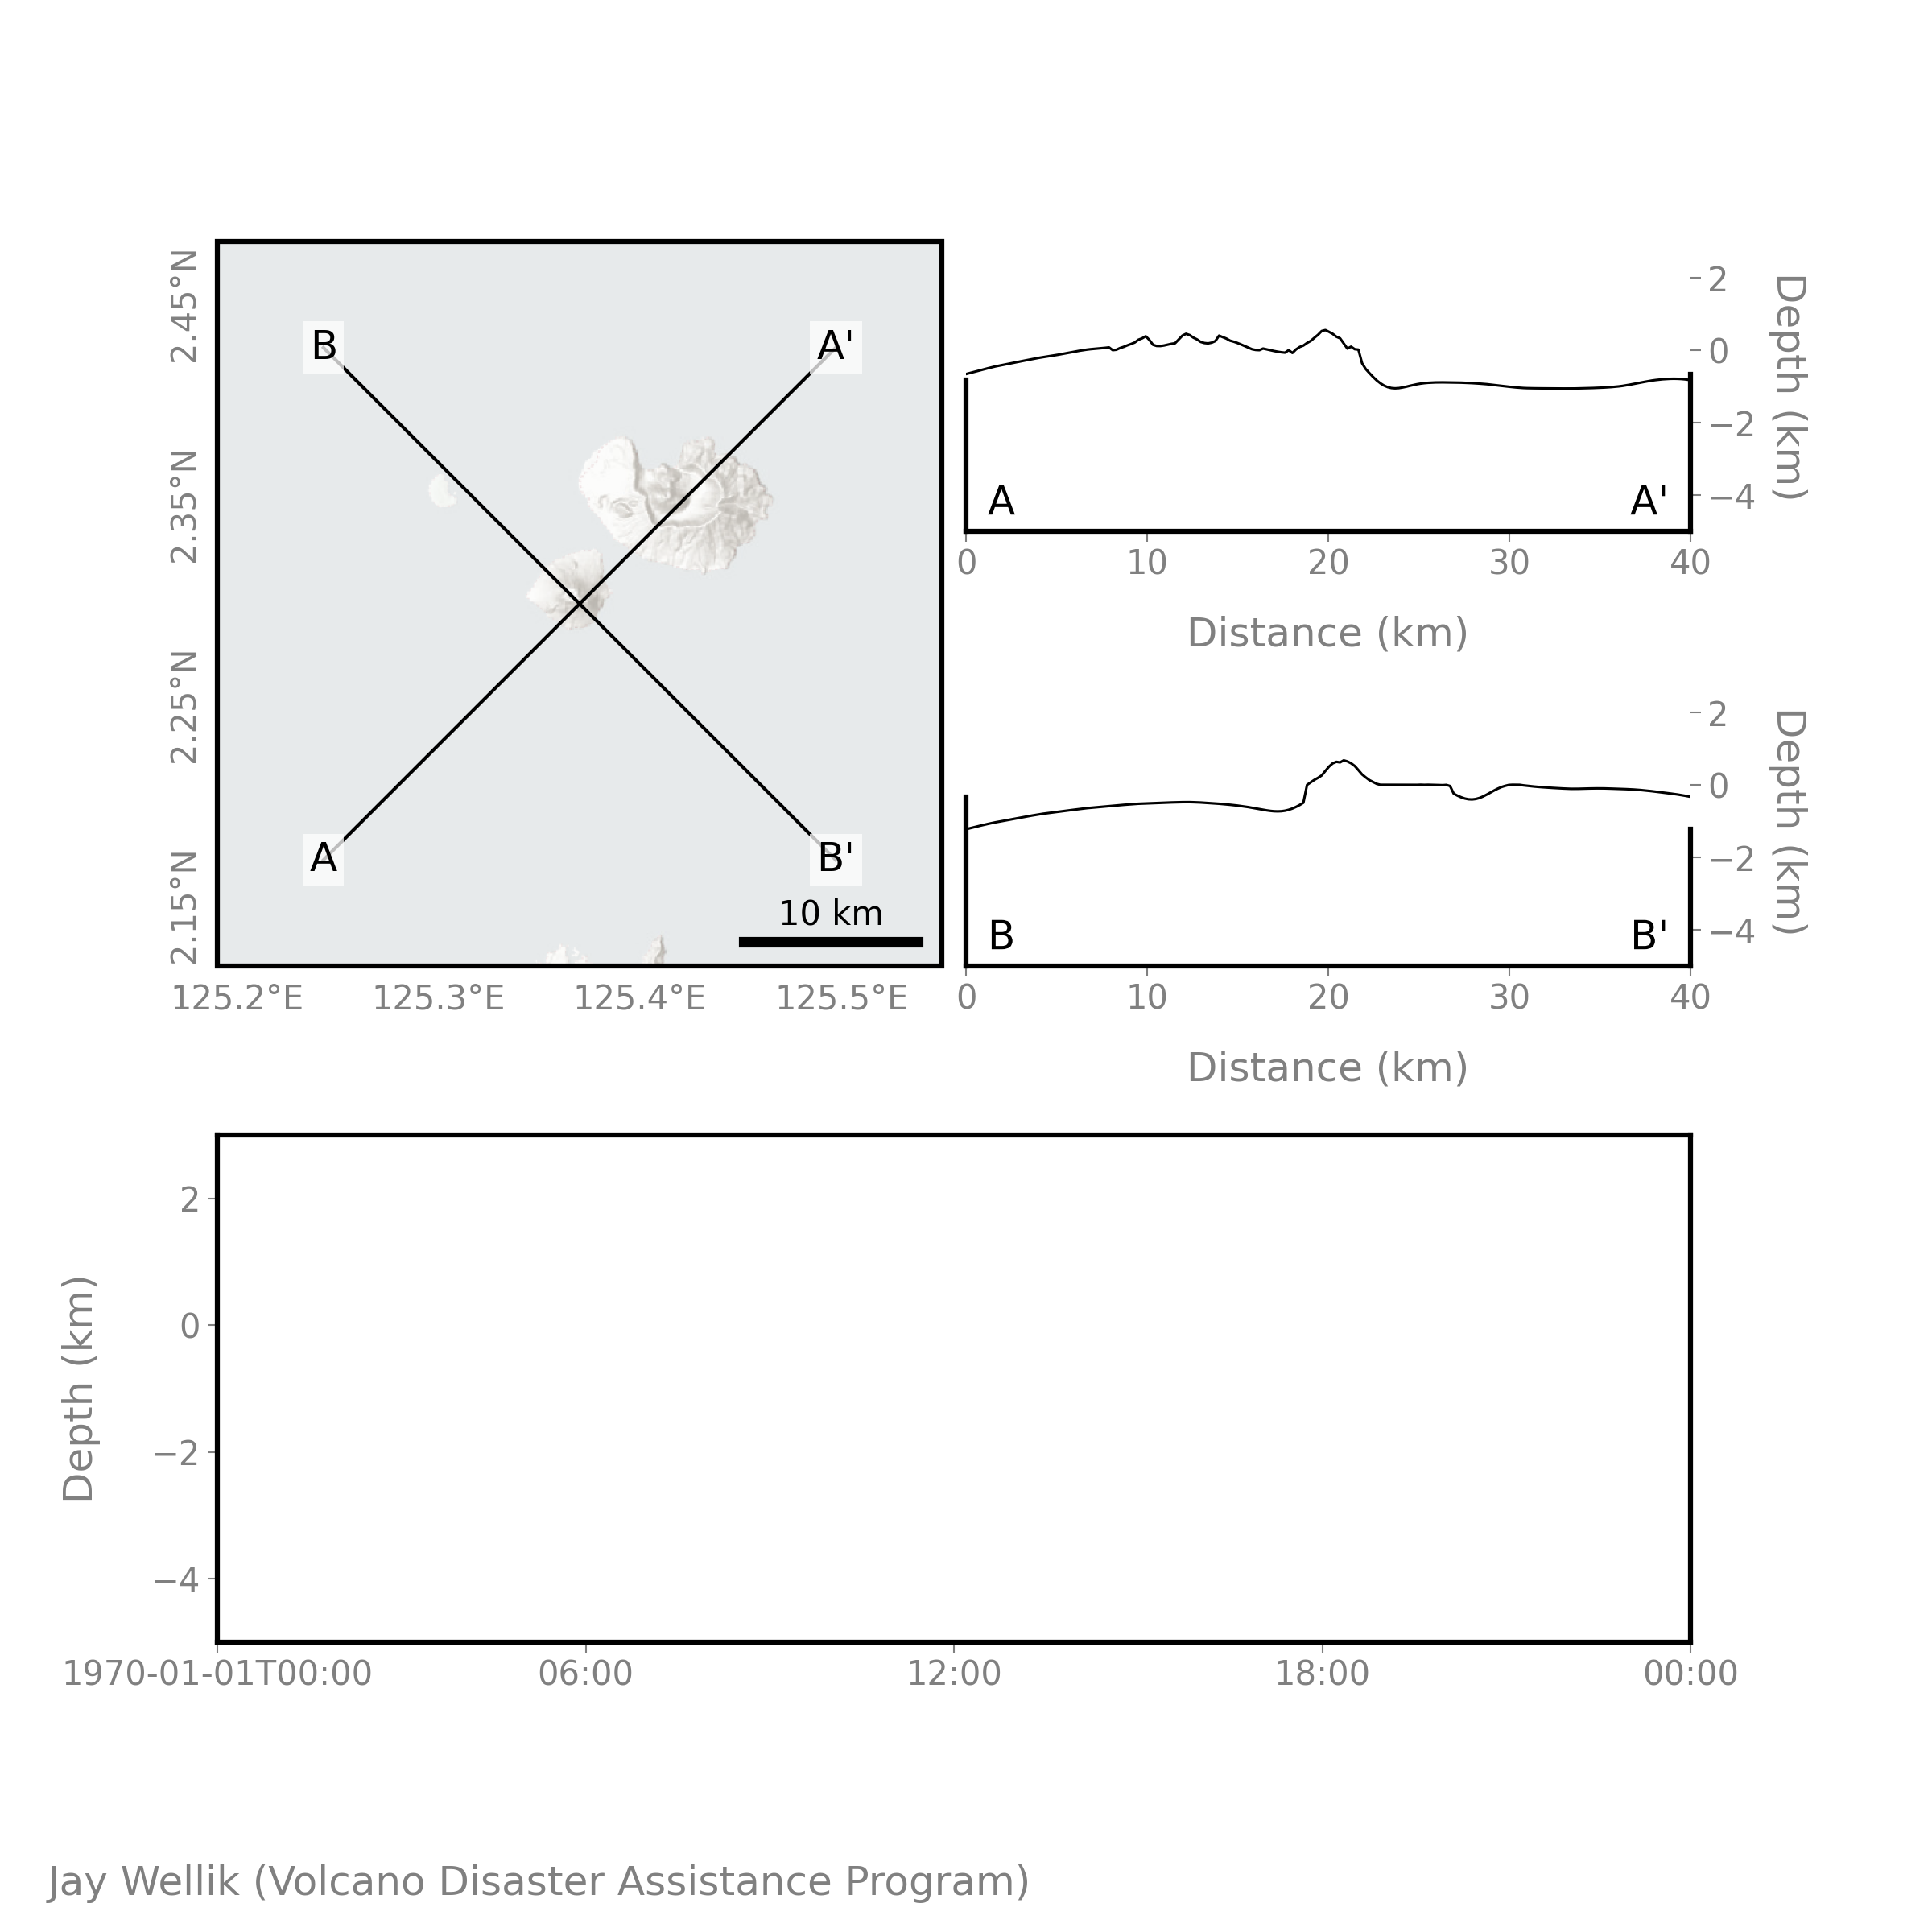 2.45°N
2.35°N
2.25°N
2.15°N
B
A'
A
B'
10 km
125.2°E
125.3°E
125.4°E
125.5°E
2
0
−2
−4
Depth (km)
A
A'
0
10
20
30
40
Distance (km)
2
0
−2
−4
Depth (km)
B
B'
0
10
20
30
40
Distance (km)
2
0
−2
−4
Depth (km)
1970-01-01T00:00
06:00
12:00
18:00
00:00
Jay Wellik (Volcano Disaster Assistance Program)